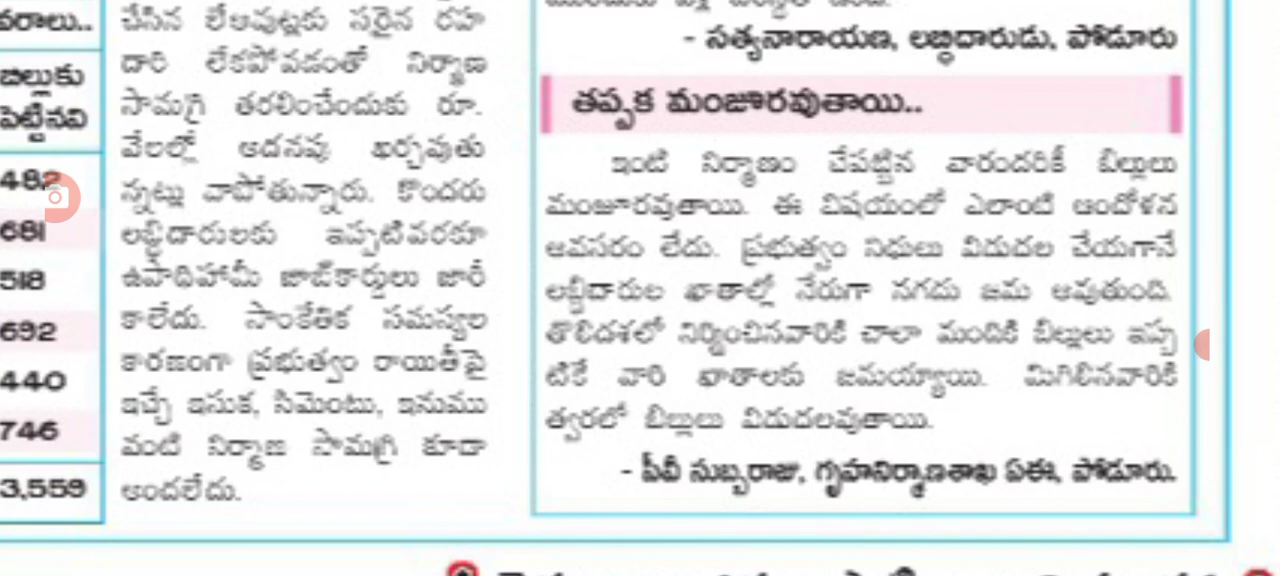 వరాలు..
బిల్లుకు
పెట్టినవి
482
681
518
692
440
746
3,559
చేసిన లేఅవుట్లకు సరైన రహ
దారి లేకపోవడంతో నిర్మాణ
సామగ్రి తరలించేందుకు రూ.
వేలల్లో అదనపు ఖర్చవుతు
న్నట్లు వాపోతున్నారు. కొందరు
లబ్ధిదారులకు ఇప్పటివరకూ
ఉపాధిహామీ జాబ్‌కార్డులు జారీ
కాలేదు. సాంకేతిక సమస్యల
కారణంగా ప్రభుత్వం రాయితీపై
ఇచ్చే ఇసుక, సిమెంటు, ఇనుము
వంటి నిర్మాణ సామగ్రి కూడా
అందలేదు.
- సత్యనారాయణ, లబ్ధిదారుడు, పోడూరు
తప్పక మంజూరవుతాయి..
ఇంటి నిర్మాణం చేపట్టిన వారందరికీ బిల్లులు
మంజూరవుతాయి. ఈ విషయంలో ఎలాంటి ఆందోళన
అవసరం లేదు. ప్రభుత్వం నిధులు విడుదల చేయగానే
లబ్ధిదారుల ఖాతాల్లో నేరుగా నగదు జమ అవుతుంది.
తొలిదశలో నిర్మించినవారికి చాలా మందికి బిల్లులు ఇప్ప
టికే వారి ఖాతాలకు జమయ్యాయి. మిగిలినవారికి
త్వరలో బిల్లులు విడుదలవుతాయి.
- పీవీ సుబ్బరాజు, గృహనిర్మాణశాఖ ఏఈ, పోడూరు.